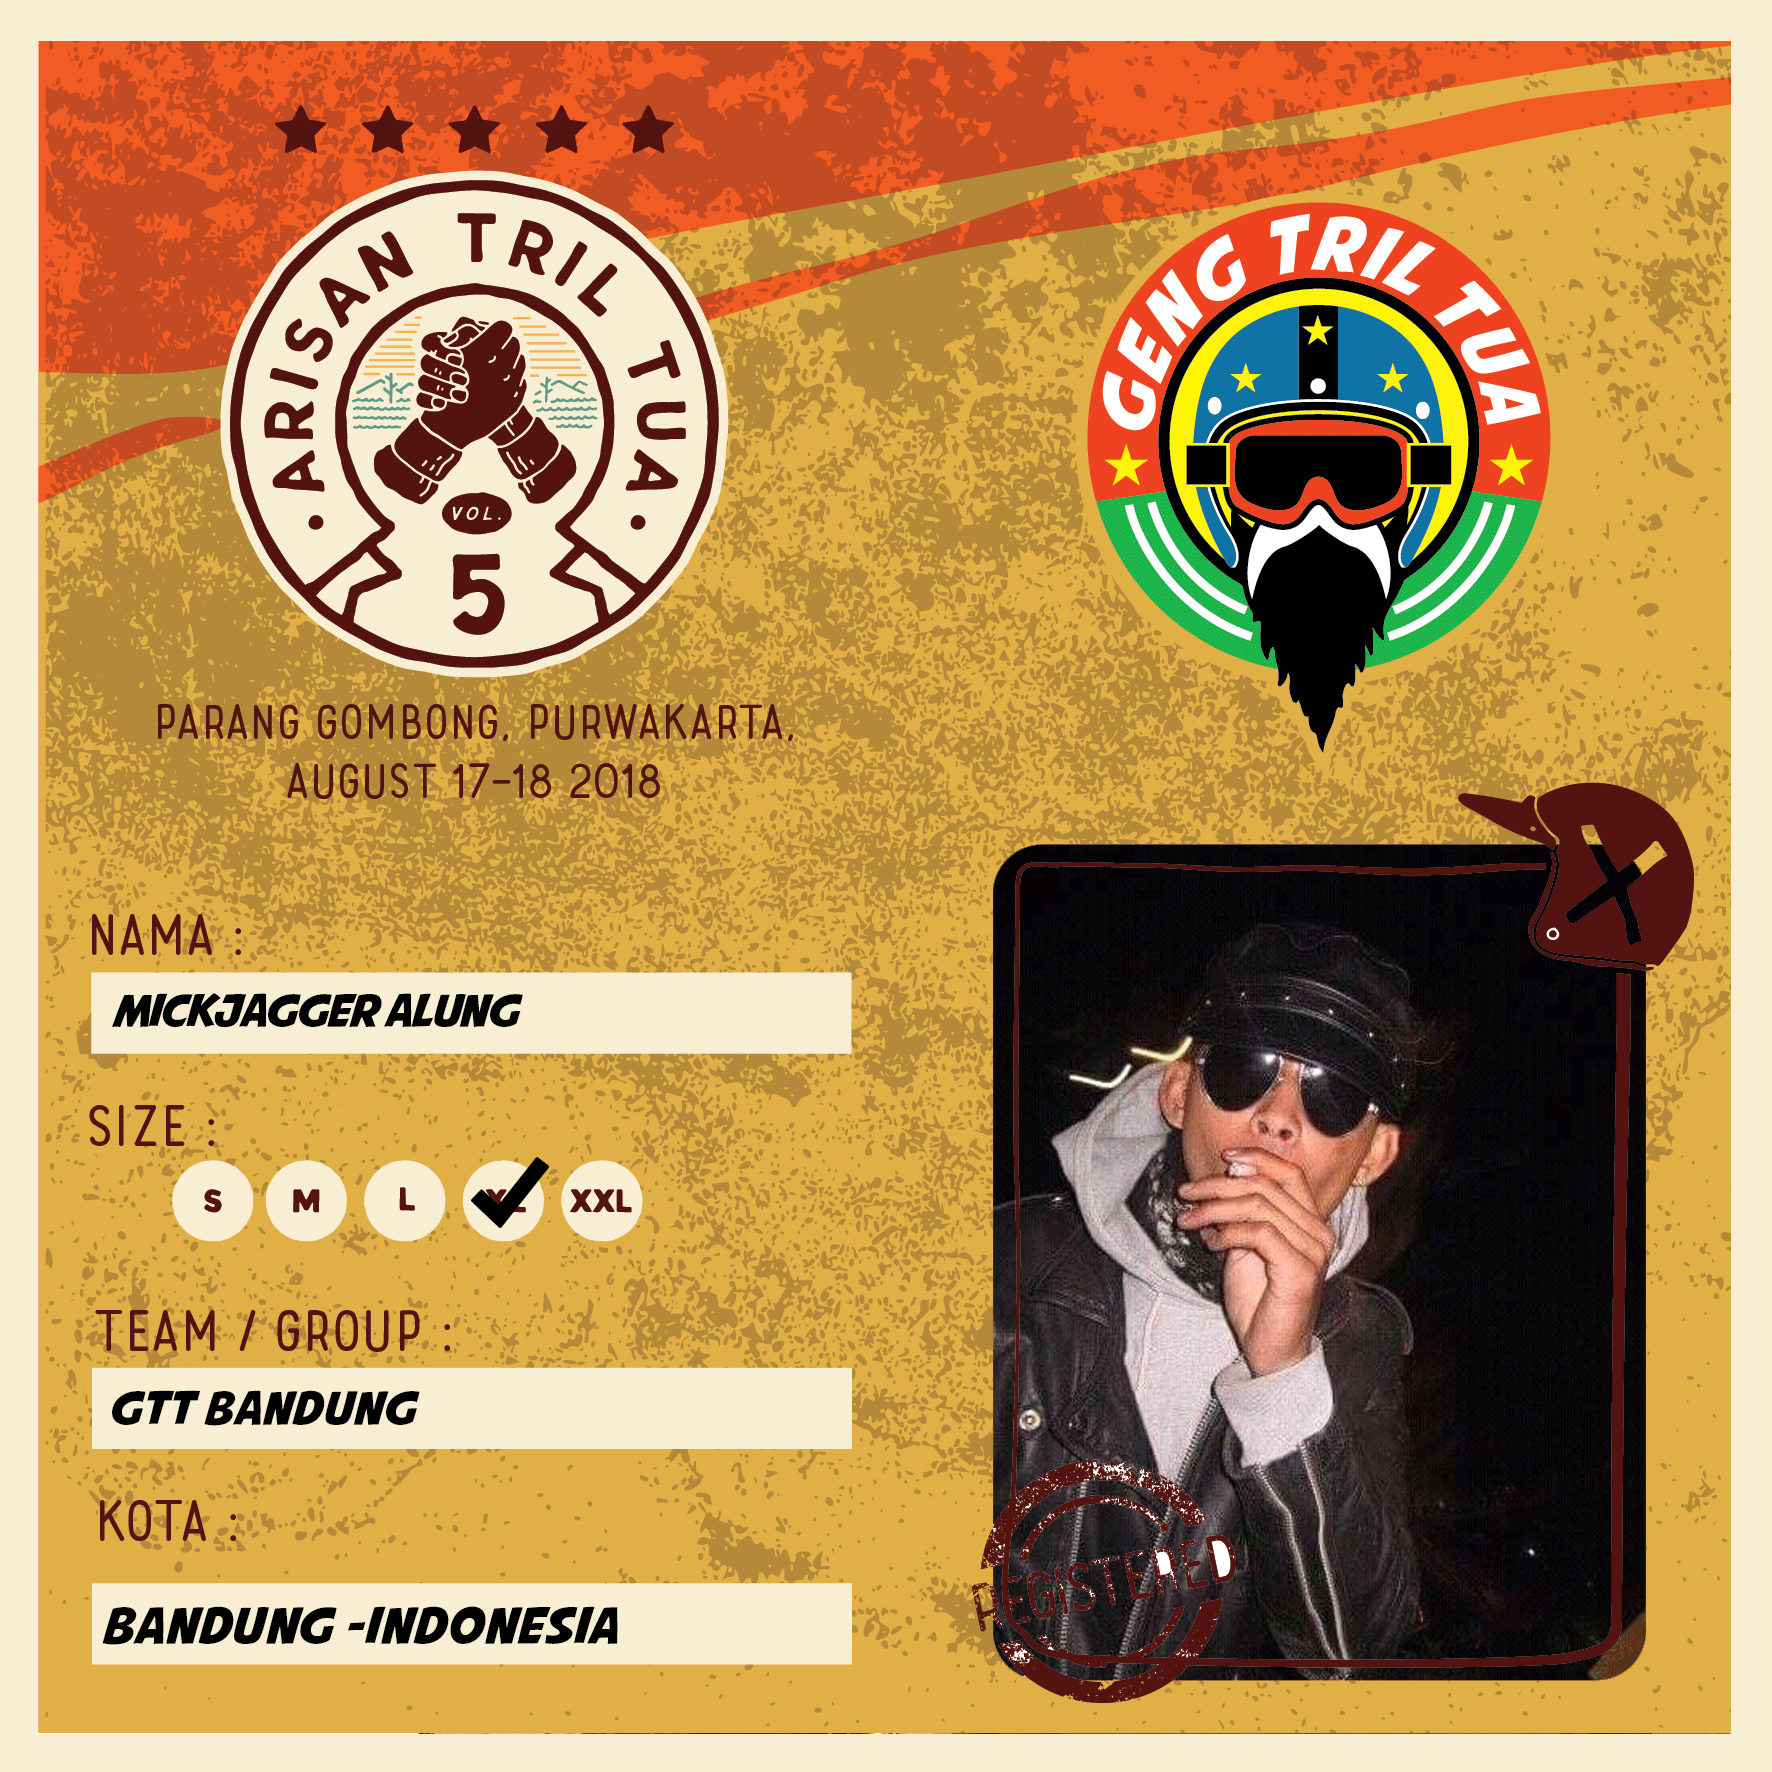 ARISAN TRIL TUA
VOL.
5
GENG TRIL TUA
PARANG GOMBONG, PURWAKARTA,
AUGUST 17-18 2018
NAMA :
MICKJAGGER ALUNG
SIZE :
S M L XL XXL
TEAM / GROUP :
GTT BANDUNG
KOTA :
BANDUNG -INDONESIA
REGISTERED